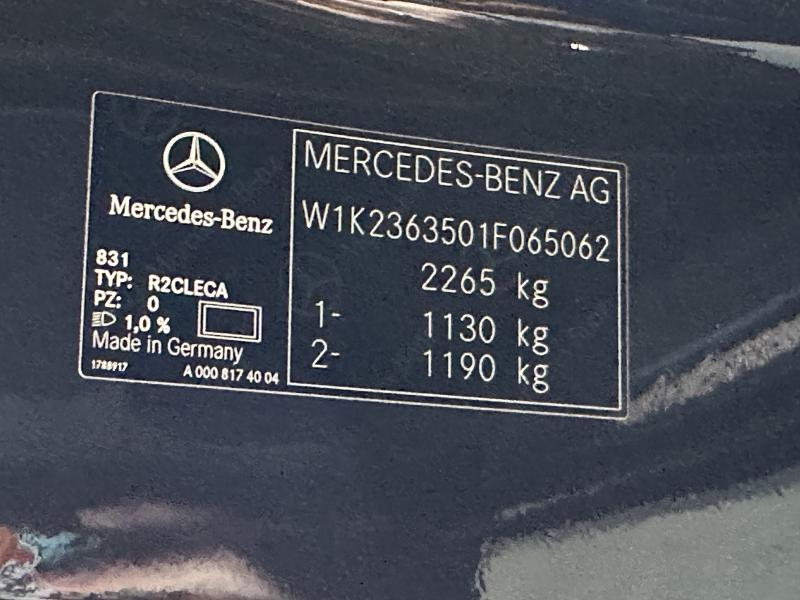 Mercedes-Benz
831
TYP: R2CLECA
PZ: 0
1,0 %
Made in Germany
1788917 A 000 817 40 04
MERCEDES-BENZ AG
W1K2363501F065062
2265 kg
1- 1130 kg
2- 1190 kg